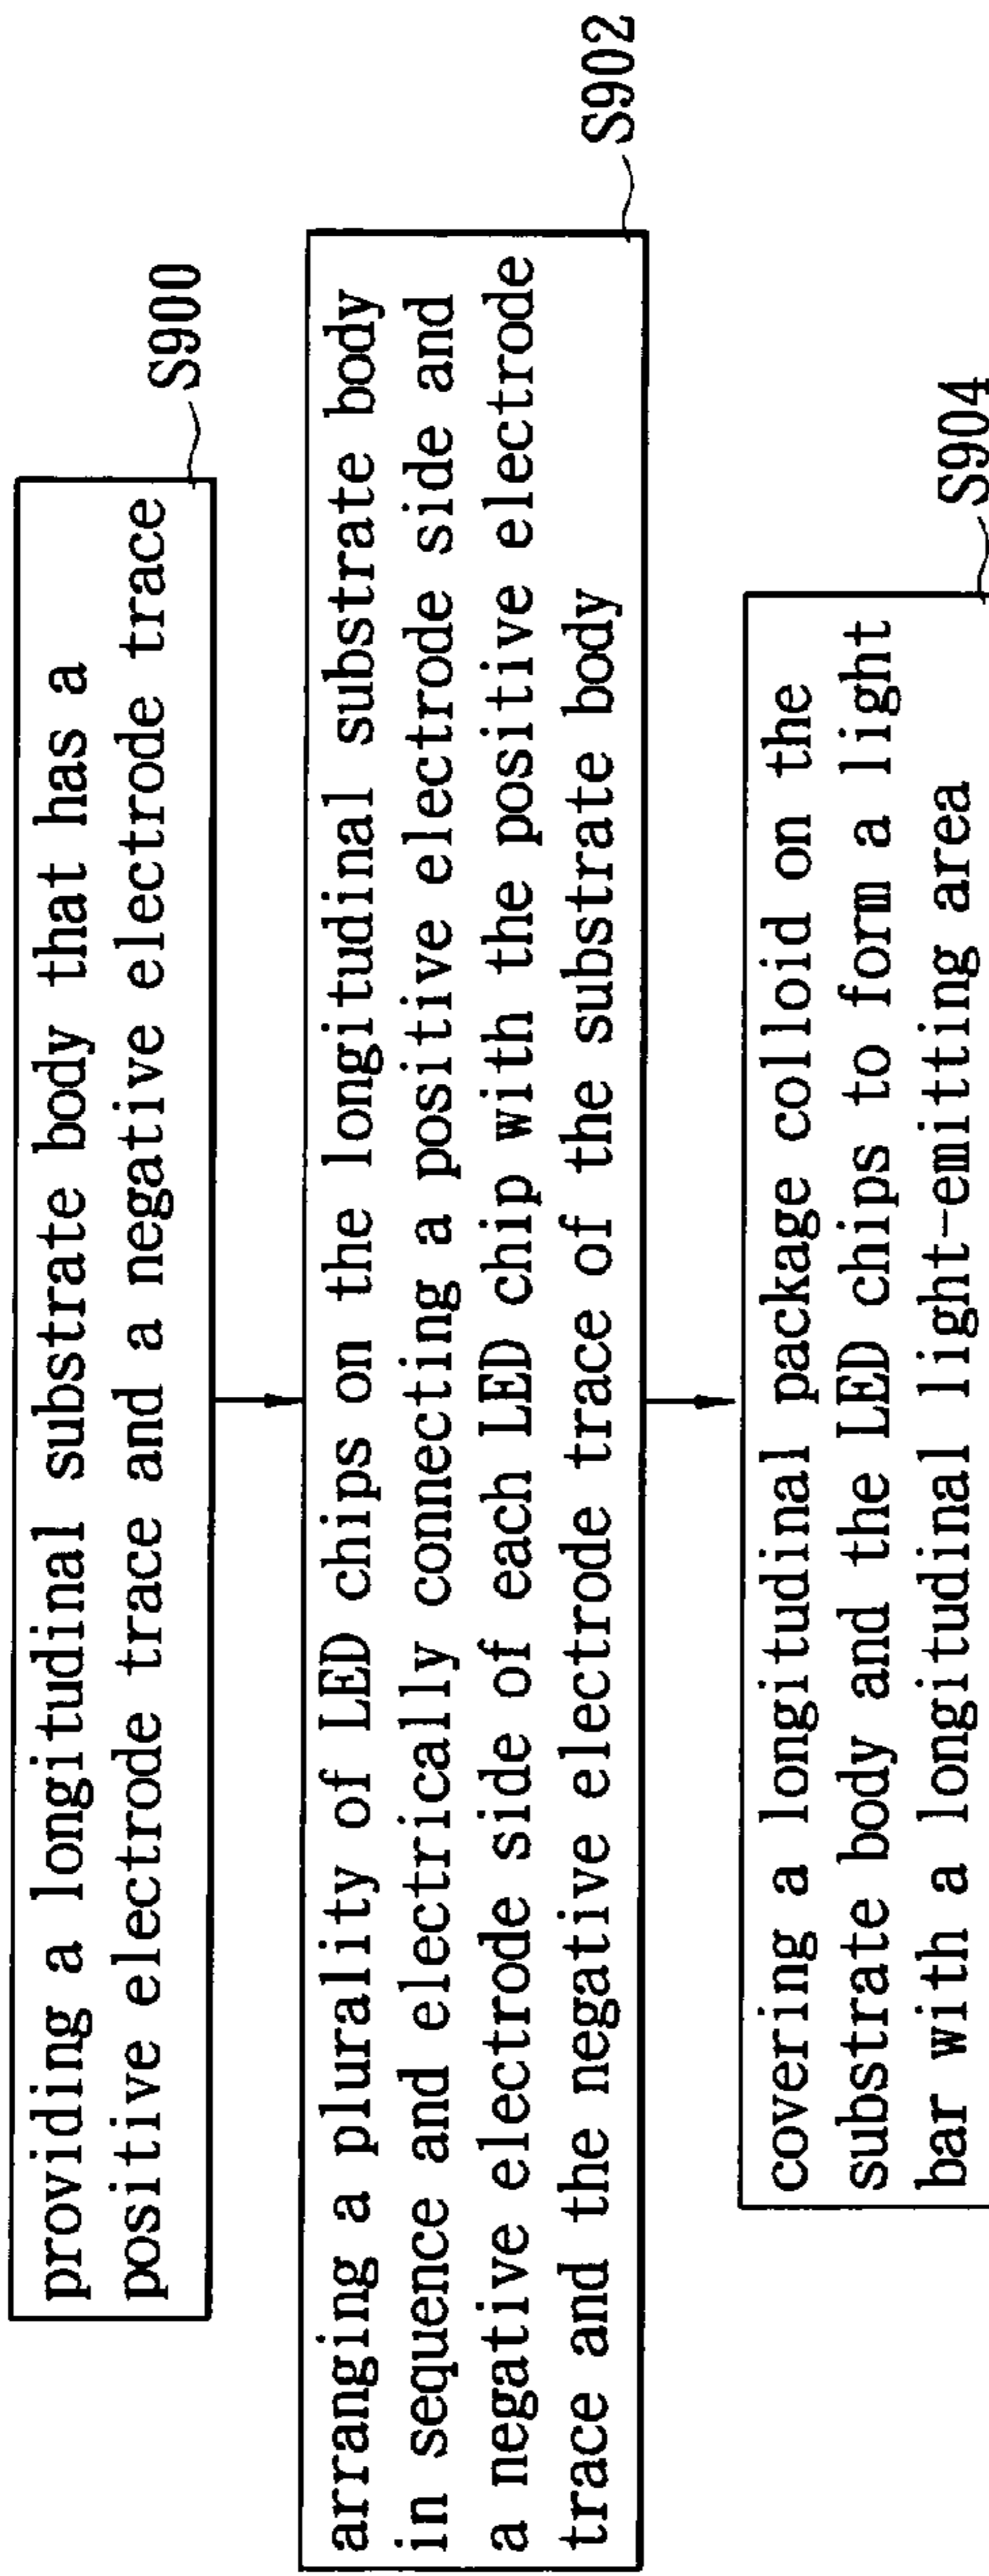 providing a longitudinal substrate body that has a
positive electrode trace and a negative electrode trace
S900
arranging a plurality of LED chips on the longitudinal substrate body
in sequence and electrically connecting a positive electrode side and
a negative electrode side of each LED chip with the positive electrode
trace and the negative electrode trace of the substrate body
S902
covering a longitudinal package colloid on the
substrate body and the LED chips to form a light
bar with a longitudinal light-emitting area
S904